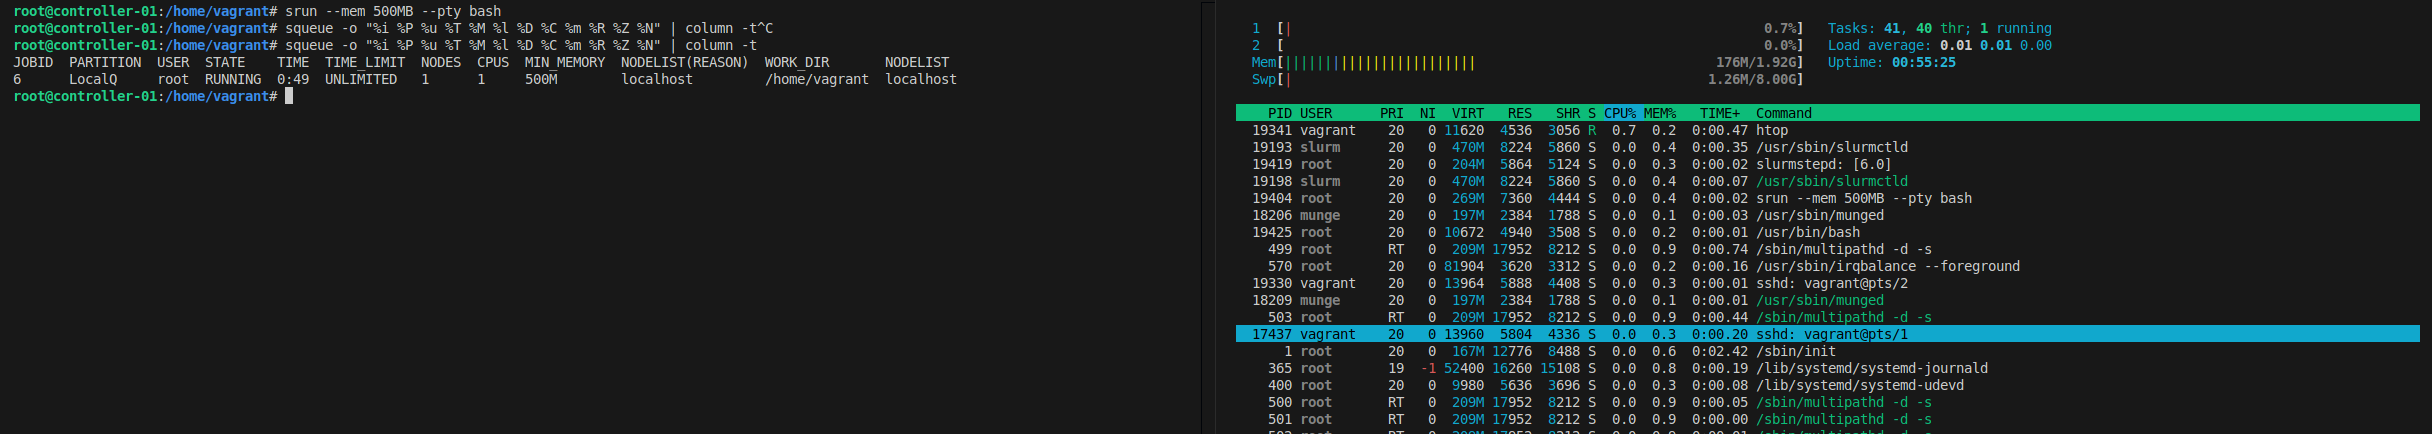 root@controller-01:/home/vagrant# srun --mem 500MB --pty bash
root@controller-01:/home/vagrant# squeue -o "%i %P %u %T %M %l %D %C %m %R %Z %N" | column -t^C
root@controller-01:/home/vagrant# squeue -o "%i %P %u %T %M %l %D %C %m %R %Z %N" | column -t
JOBID  PARTITION  USER  STATE    TIME  TIME_LIMIT  NODES  CPUS  MIN_MEMORY  NODELIST(REASON)  WORK_DIR       NODELIST
6      LocalQ     root  RUNNING  0:49  UNLIMITED   1      1     500M        localhost         /home/vagrant  localhost
root@controller-01:/home/vagrant#
1  [|                                                           0.7%]   Tasks: 41, 40 thr; 1 running
2  [                                                            0.0%]   Load average: 0.01 0.01 0.00
Mem[||||||||||||||||||||||||                              176M/1.92G]   Uptime: 00:55:25
Swp[|                                                    1.26M/8.00G]
PID USER      PRI  NI  VIRT   RES   SHR S CPU% MEM%   TIME+  Command
19341 vagrant    20   0 11620  4536  3056 R  0.7  0.2  0:00.47 htop
19193 slurm      20   0  470M  8224  5860 S  0.0  0.4  0:00.35 /usr/sbin/slurmctld
19419 root       20   0  204M  5864  5124 S  0.0  0.3  0:00.02 slurmstepd: [6.0]
19198 slurm      20   0  470M  8224  5860 S  0.0  0.4  0:00.07 /usr/sbin/slurmctld
19404 root       20   0  269M  7360  4444 S  0.0  0.4  0:00.02 srun --mem 500MB --pty bash
18206 munge      20   0  197M  2384  1788 S  0.0  0.1  0:00.03 /usr/sbin/munged
19425 root       20   0 10672  4940  3508 S  0.0  0.2  0:00.01 /usr/bin/bash
499 root       RT   0  209M 17952  8212 S  0.0  0.9  0:00.74 /sbin/multipathd -d -s
570 root       20   0 81904  3620  3312 S  0.0  0.2  0:00.16 /usr/sbin/irqbalance --foreground
19330 vagrant    20   0 13964  5888  4408 S  0.0  0.3  0:00.01 sshd: vagrant@pts/2
18209 munge      20   0  197M  2384  1788 S  0.0  0.1  0:00.01 /usr/sbin/munged
503 root       RT   0  209M 17952  8212 S  0.0  0.9  0:00.44 /sbin/multipathd -d -s
17437 vagrant    20   0 13960  5804  4336 S  0.0  0.3  0:00.20 sshd: vagrant@pts/1
1 root       20   0  167M 12776  8488 S  0.0  0.6  0:02.42 /sbin/init
365 root       19  -1 52400 16260 15108 S  0.0  0.8  0:00.19 /lib/systemd/systemd-journald
400 root       20   0  9980  5636  3696 S  0.0  0.3  0:00.08 /lib/systemd/systemd-udevd
500 root       RT   0  209M 17952  8212 S  0.0  0.9  0:00.05 /sbin/multipathd -d -s
501 root       RT   0  209M 17952  8212 S  0.0  0.9  0:00.00 /sbin/multipathd -d -s